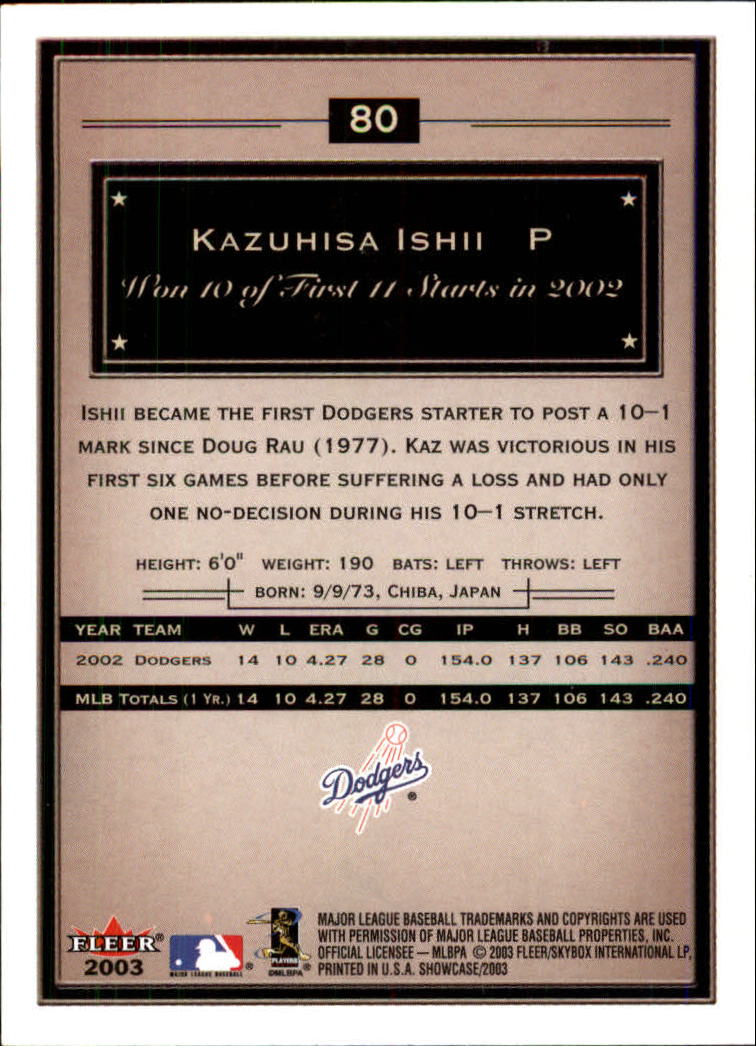 80
KAZUHISA ISHII P
Won 10 of First 11 Starts in 2002
ISHII BECAME THE FIRST DODGERS STARTER TO POST A 10–1
MARK SINCE DOUG RAU (1977). KAZ WAS VICTORIOUS IN HIS
FIRST SIX GAMES BEFORE SUFFERING A LOSS AND HAD ONLY
ONE NO-DECISION DURING HIS 10–1 STRETCH.
HEIGHT: 6'0" WEIGHT: 190 BATS: LEFT THROWS: LEFT
BORN: 9/9/73, CHIBA, JAPAN
YEAR TEAM W L ERA G CG IP H BB SO BAA
2002 DODGERS 14 10 4.27 28 0 154.0 137 106 143 .240
MLB TOTALS (1 YR.) 14 10 4.27 28 0 154.0 137 106 143 .240
Dodgers ®
FLEER®
2003
MAJOR LEAGUE BASEBALL ®
PLAYERS
©MLBPA ®
MAJOR LEAGUE BASEBALL TRADEMARKS AND COPYRIGHTS ARE USED
WITH PERMISSION OF MAJOR LEAGUE BASEBALL PROPERTIES, INC.
OFFICIAL LICENSEE — MLBPA © 2003 FLEER/SKYBOX INTERNATIONAL LP,
PRINTED IN U.S.A. SHOWCASE/2003